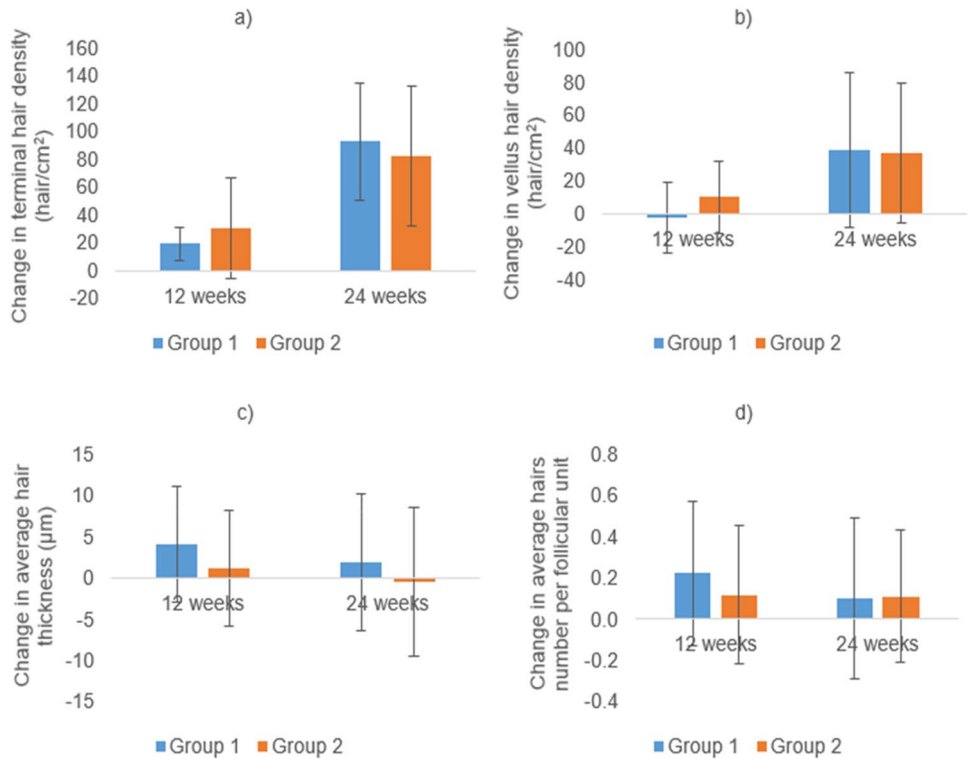 a)
Change in terminal hair density
(hair/cm²)
160
140
120
100
80
60
40
20
0
-20
12 weeks
24 weeks
Group 1
Group 2
b)
Change in vellus hair density
(hair/cm²)
100
80
60
40
20
0
-20
-40
12 weeks
24 weeks
Group 1
Group 2
c)
Change in average hair
thickness (µm)
15
10
5
0
-5
-10
-15
12 weeks
24 weeks
Group 1
Group 2
d)
Change in average hairs
number per follicular unit
0.8
0.6
0.4
0.2
0.0
-0.2
-0.4
12 weeks
24 weeks
Group 1
Group 2